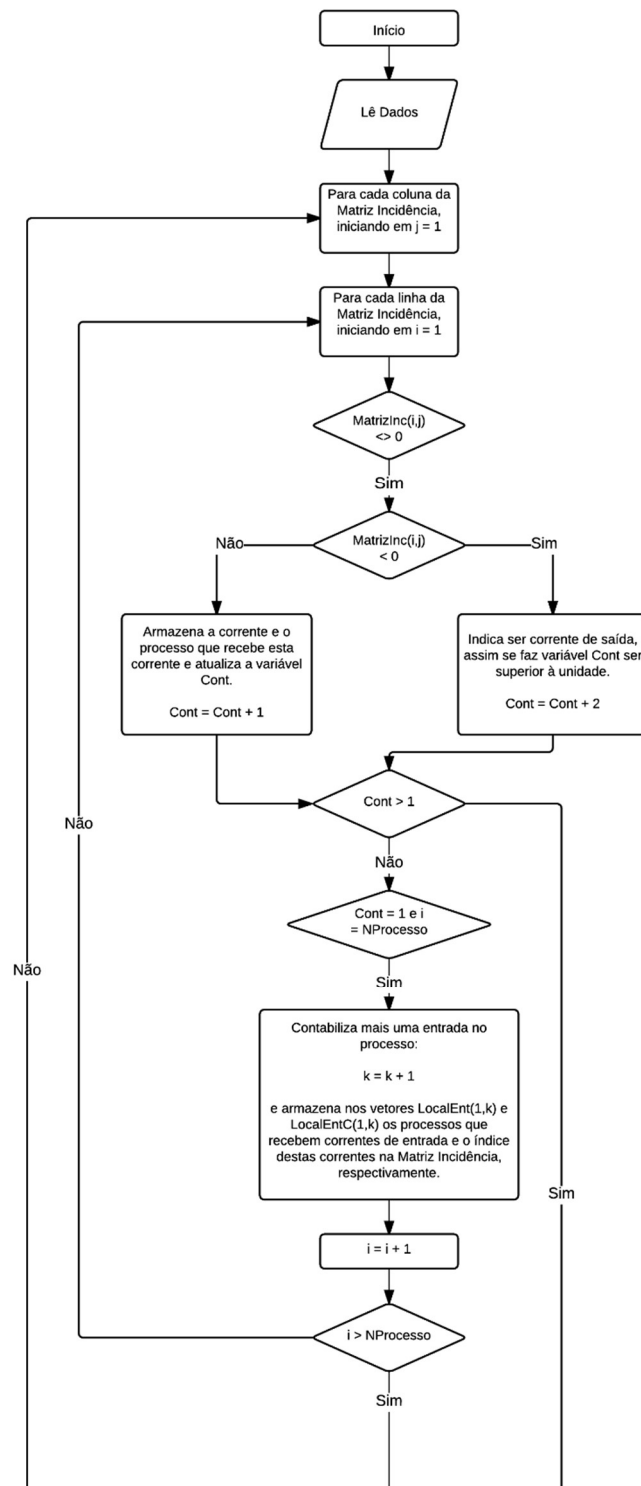 Início
Lê Dados
Para cada coluna da
Matriz Incidência,
iniciando em j = 1
Para cada linha da
Matriz Incidência,
iniciando em i = 1
MatrizInc(i,j)
<> 0
Sim
MatrizInc(i,j)
< 0
Não
Sim
Armazena a corrente e o
processo que recebe esta
corrente e atualiza a variável
Cont.
Cont = Cont + 1
Indica ser corrente de saída,
assim se faz variável Cont ser
superior à unidade.
Cont = Cont + 2
Cont > 1
Não
Não
Cont = 1 e i
= NProcesso
Não
Sim
Contabiliza mais uma entrada no
processo:
k = k + 1
e armazena nos vetores LocalEnt(1,k) e
LocalEntC(1,k) os processos que
recebem correntes de entrada e o índice
destas correntes na Matriz Incidência,
respectivamente.
Sim
i = i + 1
i > NProcesso
Sim